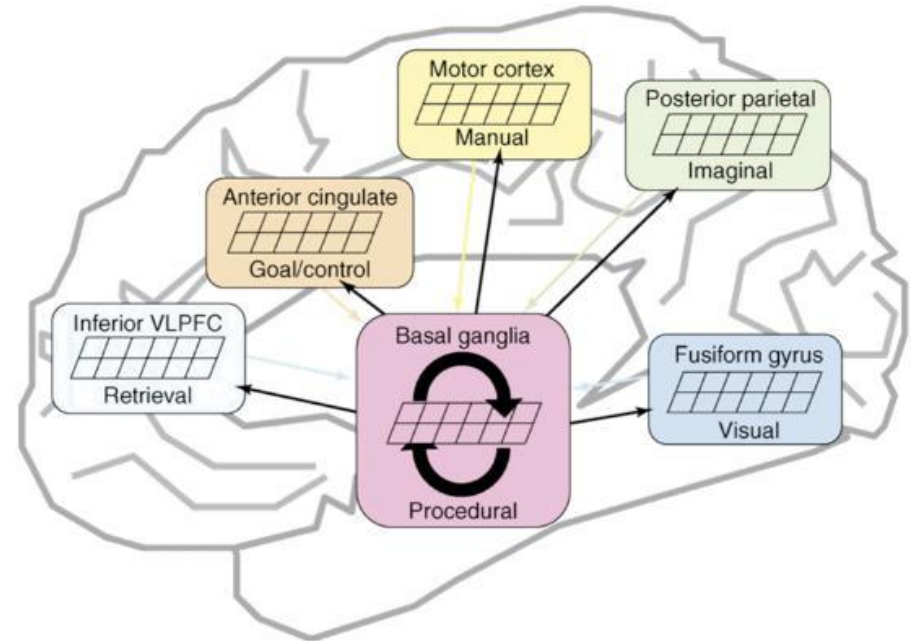 Motor cortex
Manual
Posterior parietal
Imaginal
Anterior cingulate
Goal/control
Inferior VLPFC
Retrieval
Basal ganglia
Procedural
Fusiform gyrus
Visual